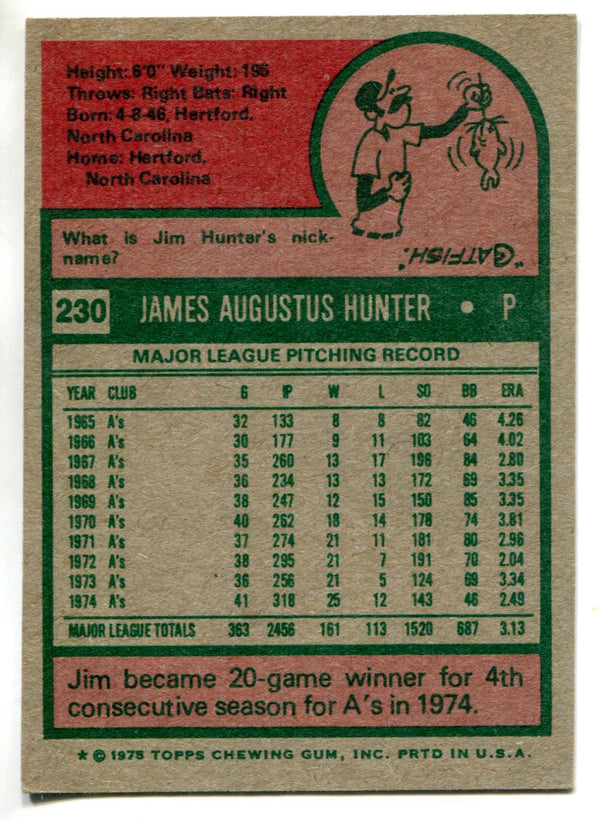 Height: 6'0" Weight: 195
Throws: Right Bats: Right
Born: 4-8-46, Hertford,
North Carolina
Home: Hertford,
North Carolina
What is Jim Hunter's nick-
name?
"CATFISH."
230 JAMES AUGUSTUS HUNTER • P
MAJOR LEAGUE PITCHING RECORD
YEAR CLUB G IP W L SO BB ERA
1965 A's 32 133 8 8 82 46 4.26
1966 A's 30 177 9 11 103 64 4.02
1967 A's 35 260 13 17 196 84 2.80
1968 A's 36 234 13 13 172 69 3.35
1969 A's 38 247 12 15 150 85 3.35
1970 A's 40 262 18 14 178 74 3.81
1971 A's 37 274 21 11 181 80 2.96
1972 A's 38 295 21 7 191 70 2.04
1973 A's 36 256 21 5 124 69 3.34
1974 A's 41 318 25 12 143 46 2.49
MAJOR LEAGUE TOTALS 363 2456 161 113 1520 687 3.13
Jim became 20-game winner for 4th
consecutive season for A's in 1974.
* © 1975 TOPPS CHEWING GUM, INC. PRTD IN U.S.A.